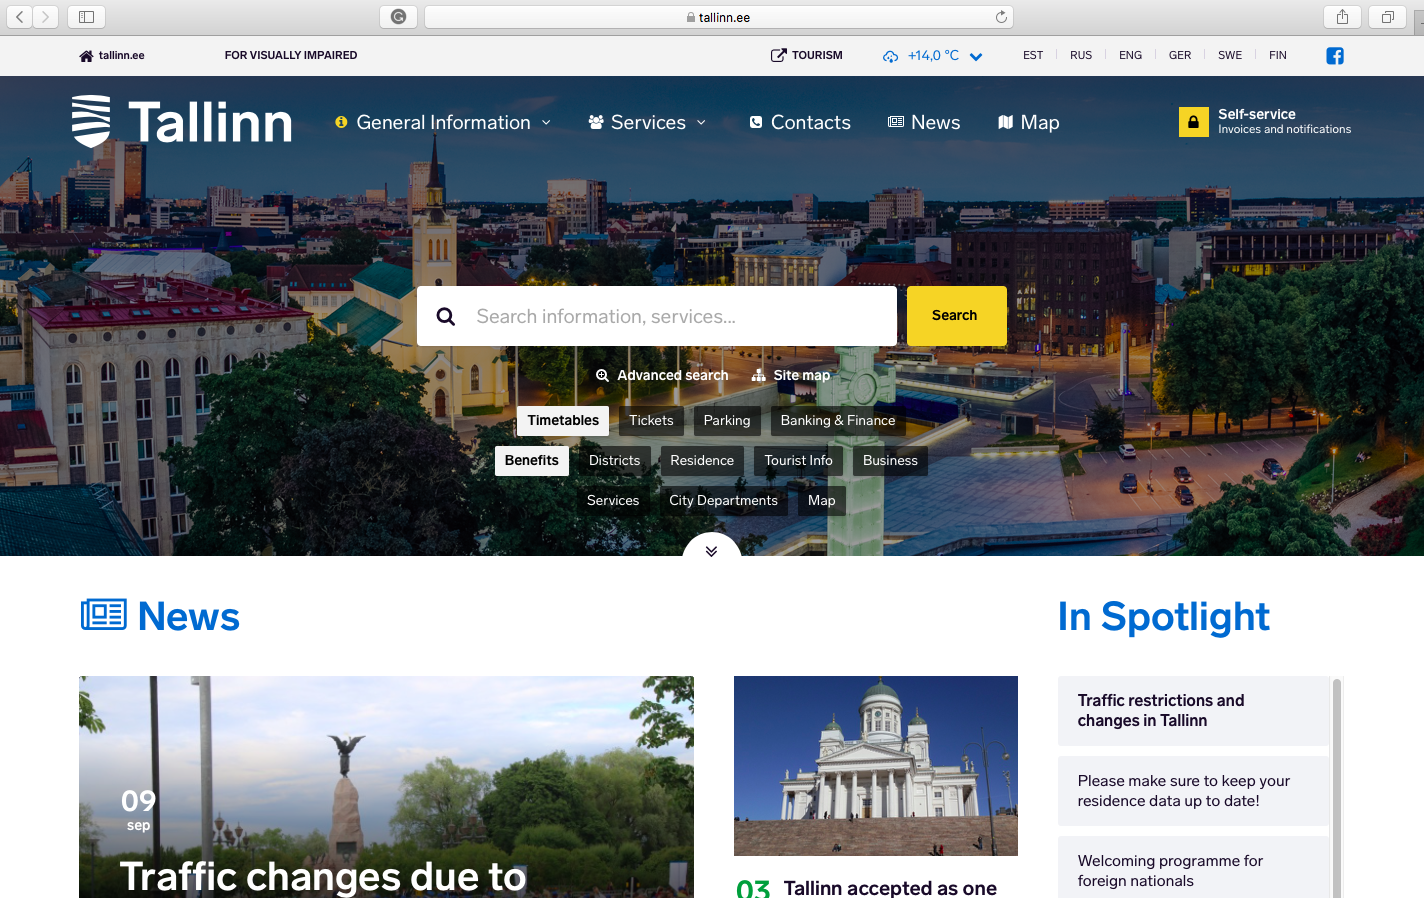 tallinn.ee
tallinn.ee
FOR VISUALLY IMPAIRED
TOURISM
+14,0 °C
EST
RUS
ENG
GER
SWE
FIN
Tallinn
General Information
Services
Contacts
News
Map
Self-service
Invoices and notifications
Search information, services...
Search
Advanced search
Site map
Timetables
Tickets
Parking
Banking & Finance
Benefits
Districts
Residence
Tourist Info
Business
Services
City Departments
Map
News
In Spotlight
09
sep
Traffic changes due to
03
Tallinn accepted as one
Traffic restrictions and
changes in Tallinn
Please make sure to keep your
residence data up to date!
Welcoming programme for
foreign nationals